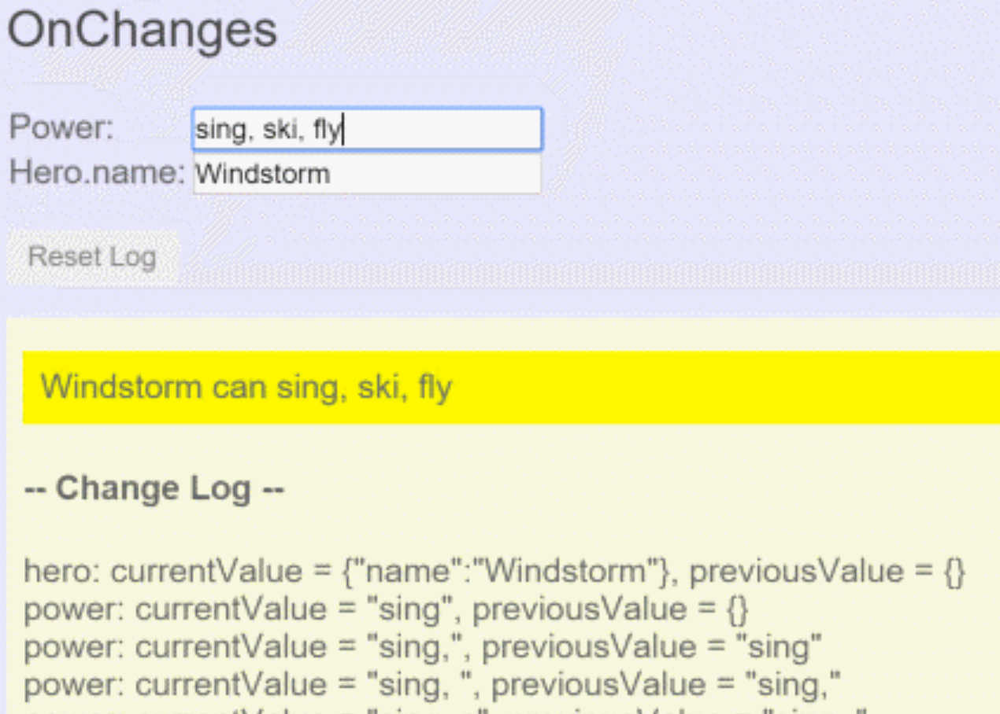 OnChanges
Power: sing, ski, fly
Hero.name: Windstorm
Reset Log
Windstorm can sing, ski, fly
-- Change Log --
hero: currentValue = {"name":"Windstorm"}, previousValue = {}
power: currentValue = "sing", previousValue = {}
power: currentValue = "sing,", previousValue = "sing"
power: currentValue = "sing, ", previousValue = "sing,"